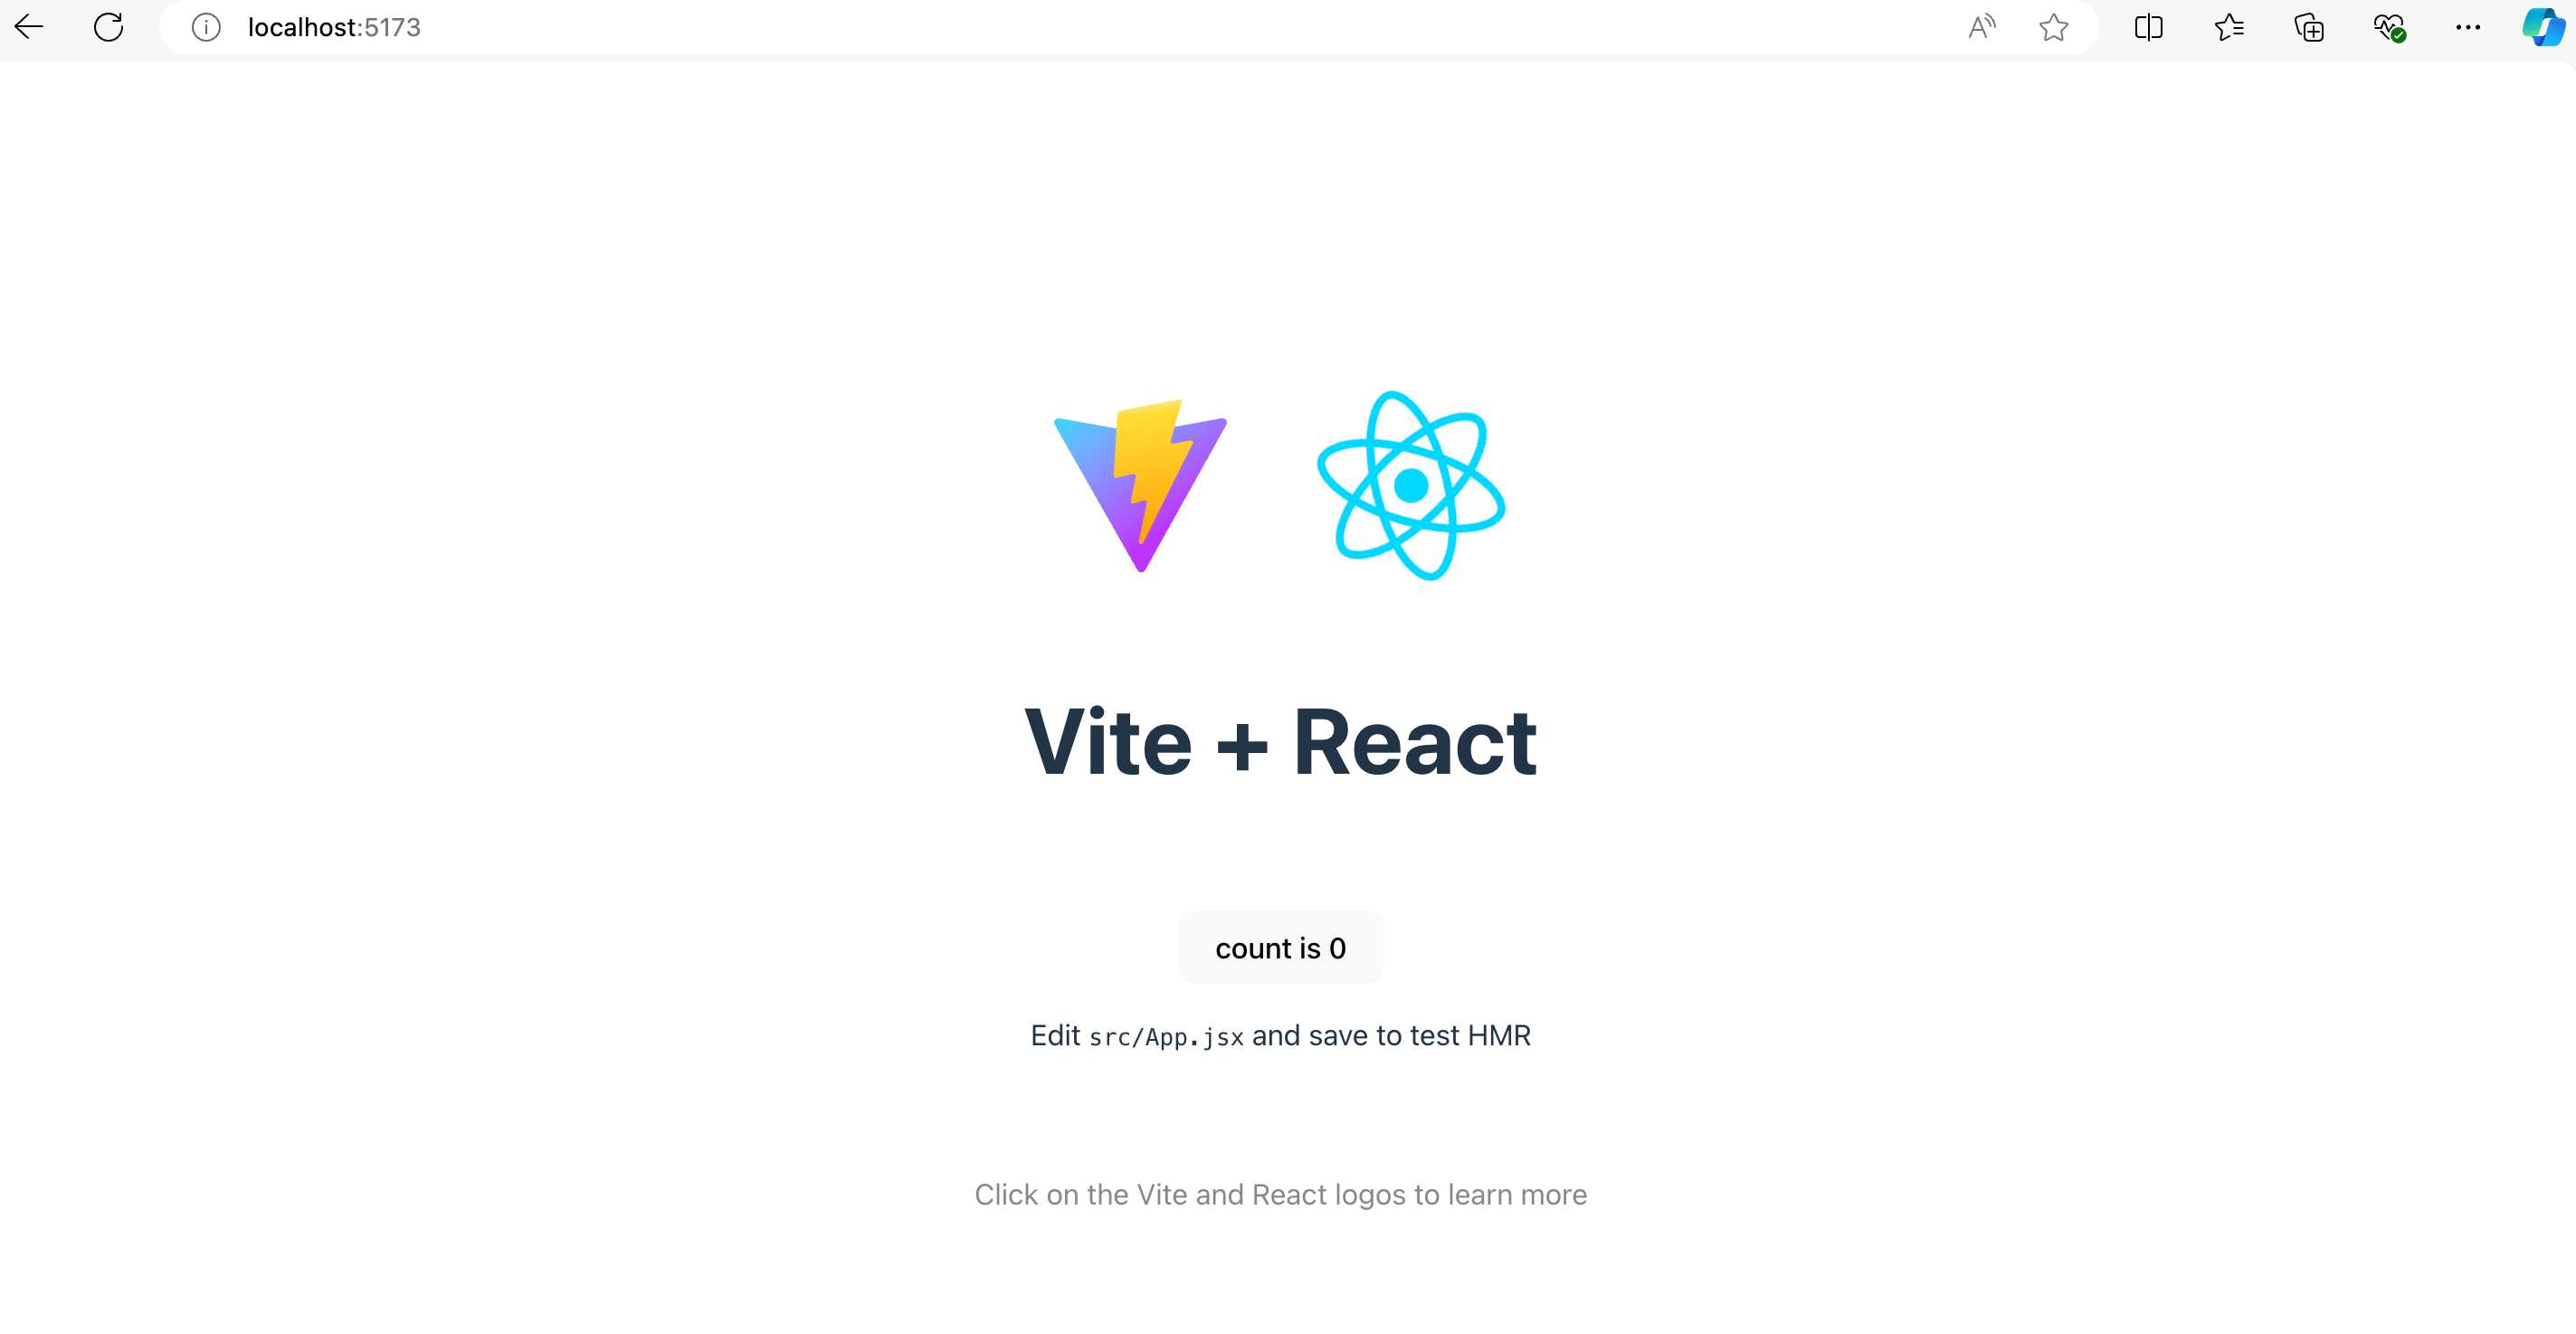 localhost:5173
Vite + React
count is 0
Edit src/App.jsx and save to test HMR
Click on the Vite and React logos to learn more